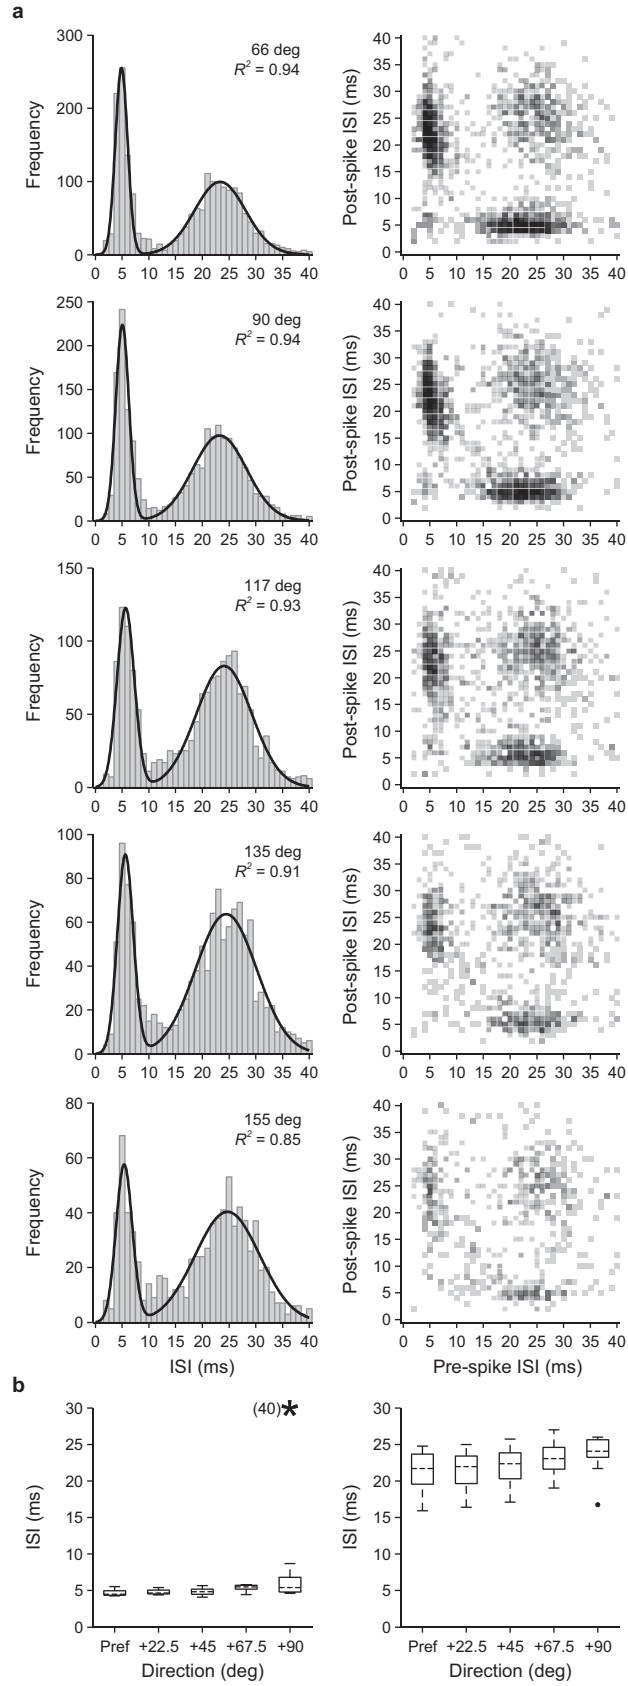 a
300
200
100
0
Frequency
66 deg
R² = 0.94
0 5 10 15 20 25 30 35 40
40
35
30
25
20
15
10
5
0
Post-spike ISI (ms)
0 5 10 15 20 25 30 35
250
200
150
100
50
0
Frequency
90 deg
R² = 0.94
0 5 10 15 20 25 30 35 40
40
35
30
25
20
15
10
5
0
Post-spike ISI (ms)
0 5 10 15 20 25 30 35
150
100
50
0
Frequency
117 deg
R² = 0.93
0 5 10 15 20 25 30 35 40
40
35
30
25
20
15
10
5
0
Post-spike ISI (ms)
0 5 10 15 20 25 30 35
100
80
60
40
20
0
Frequency
135 deg
R² = 0.91
0 5 10 15 20 25 30 35 40
40
35
30
25
20
15
10
5
0
Post-spike ISI (ms)
0 5 10 15 20 25 30 35
80
60
40
20
0
Frequency
155 deg
R² = 0.85
0 5 10 15 20 25 30 35 40
ISI (ms)
40
35
30
25
20
15
10
5
0
Post-spike ISI (ms)
0 5 10 15 20 25 30 35
Pre-spike ISI (ms)
b
30
25
20
15
10
5
0
ISI (ms)
(40)*
Pref +22.5 +45 +67.5 +90
Direction (deg)
30
25
20
15
10
5
0
ISI (ms)
Pref +22.5 +45 +67.5 +90
Direction (deg)